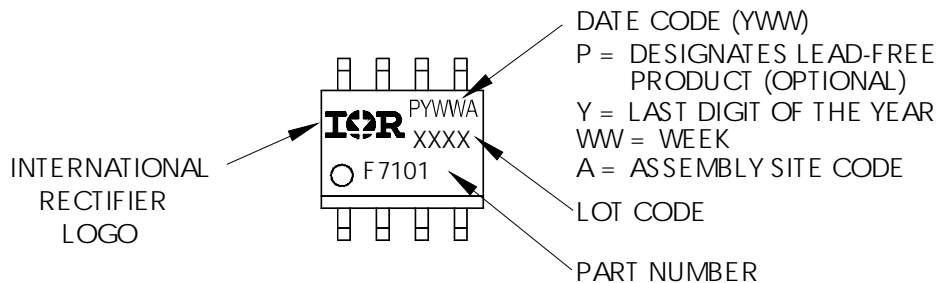 DATE CODE (YWW)
P = DESIGNATES LEAD-FREE
PRODUCT (OPTIONAL)
Y = LAST DIGIT OF THE YEAR
WW = WEEK
A = ASSEMBLY SITE CODE
LOT CODE
PART NUMBER
INTERNATIONAL
RECTIFIER
LOGO
IOR
PYWWA
XXXX
F7101